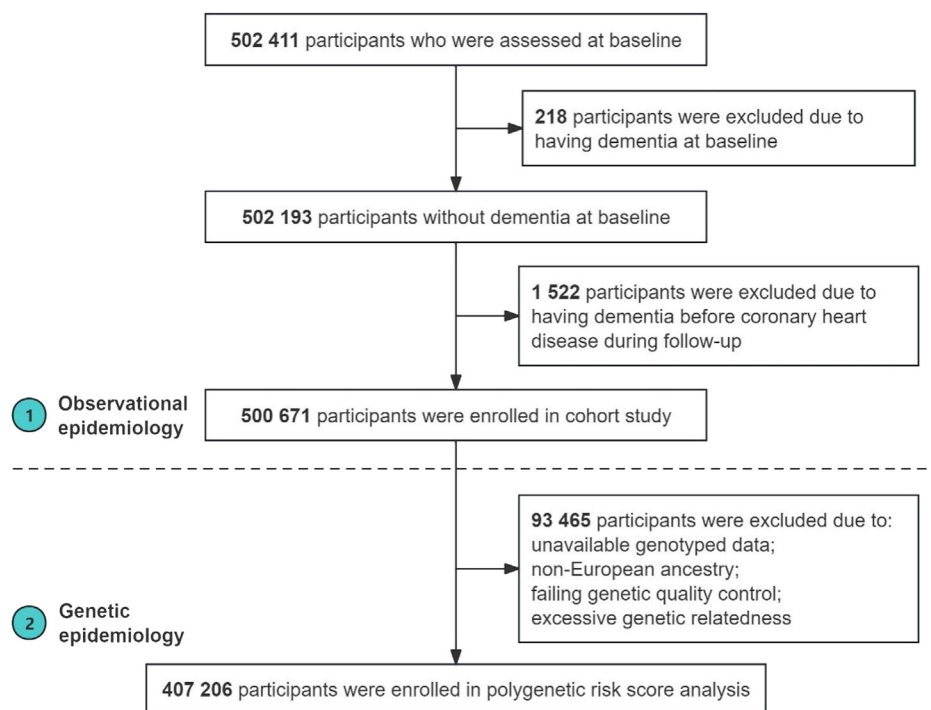 502 411 participants who were assessed at baseline
218 participants were excluded due to
having dementia at baseline
502 193 participants without dementia at baseline
1 522 participants were excluded due to
having dementia before coronary heart
disease during follow-up
1 Observational
epidemiology
500 671 participants were enrolled in cohort study
93 465 participants were excluded due to:
unavailable genotyped data;
non-European ancestry;
failing genetic quality control;
excessive genetic relatedness
2 Genetic
epidemiology
407 206 participants were enrolled in polygenetic risk score analysis